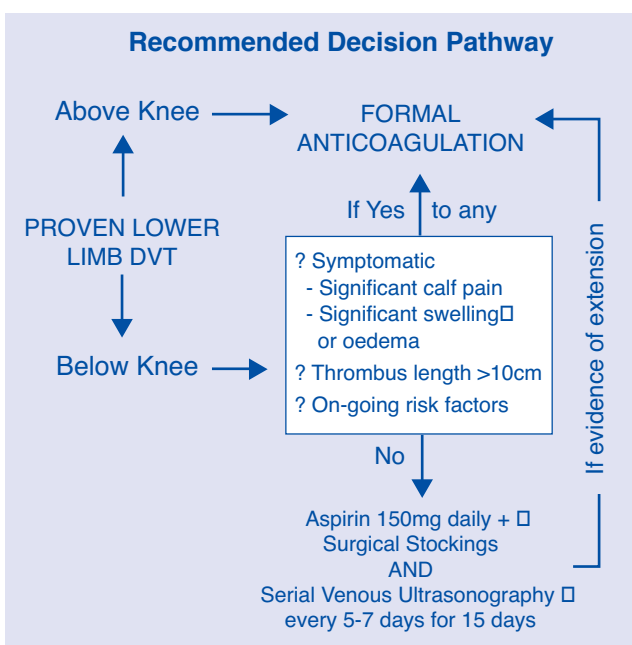 Recommended Decision Pathway
Above Knee
FORMAL
ANTICOAGULATION
If Yes to any
PROVEN LOWER
LIMB DVT
? Symptomatic
- Significant calf pain
- Significant swelling□
or oedema
? Thrombus length >10cm
? On-going risk factors
Below Knee
If evidence of extension
No
Aspirin 150mg daily + □
Surgical Stockings
AND
Serial Venous Ultrasonography □
every 5-7 days for 15 days